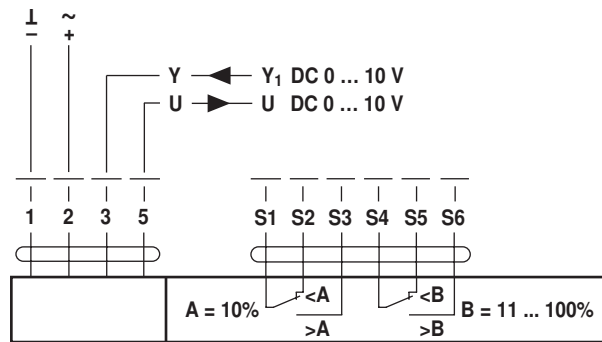 ⊥ ~
− +
Y Y₁ DC 0 ... 10 V
U U DC 0 ... 10 V
1 2 3 5 S1 S2 S3 S4 S5 S6
A = 10% <A <B B = 11 ... 100%
>A >B